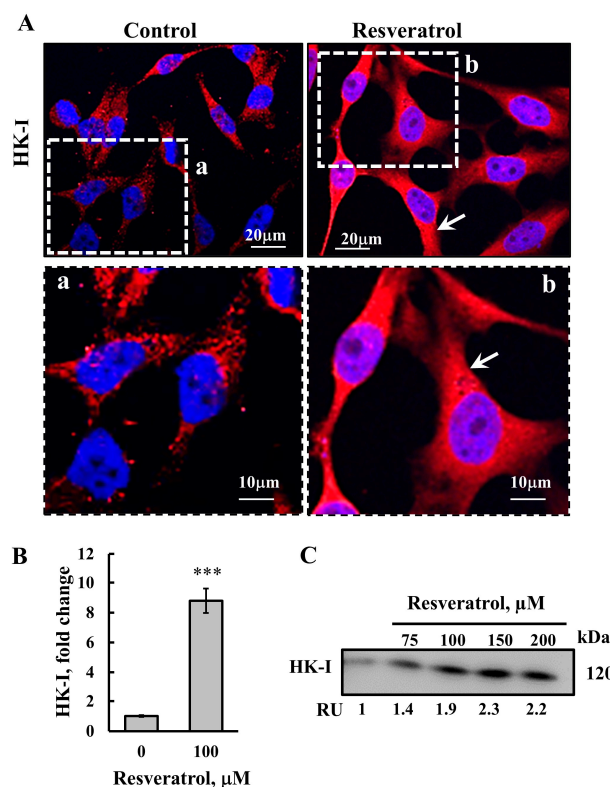 A
Control Resveratrol
HK-I
a
b
20µm
20µm
a
b
10µm
10µm
B
HK-I, fold change
12
10
8
6
4
2
0
***
0 100
Resveratrol, µM
C
Resveratrol, µM
75 100 150 200 kDa
HK-I 120
RU 1 1.4 1.9 2.3 2.2